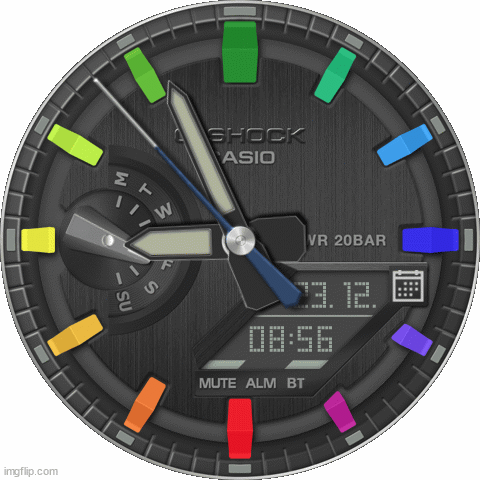 G-SHOCK
CASIO
WR 20BAR
M
T
W
F
S
SU
23. 12.
08:56
MUTE ALM BT
imgflip.com